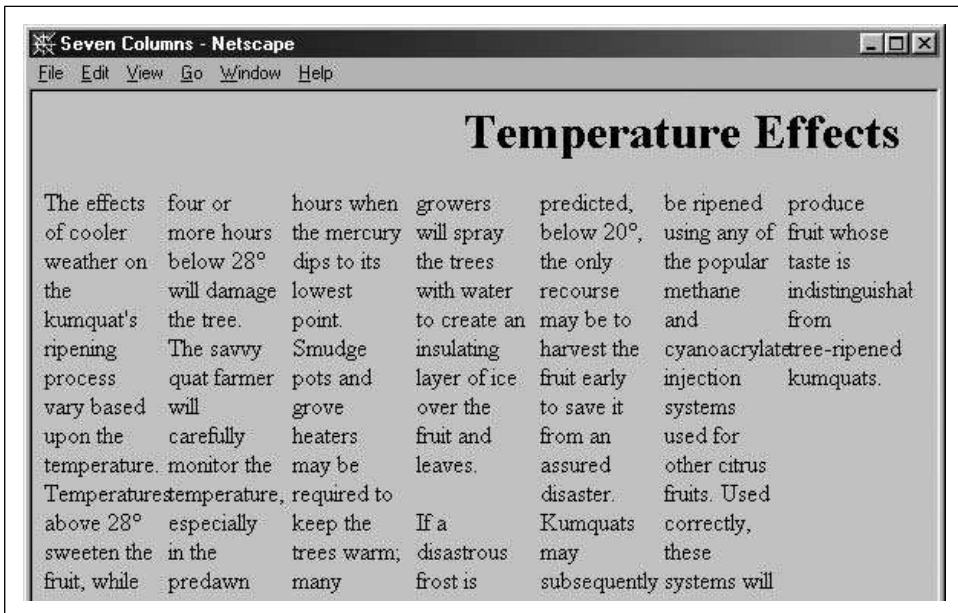 Seven Columns - Netscape
File Edit View Go Window Help
Temperature Effects
The effects
of cooler
weather on
the
kumquat's
ripening
process
vary based
upon the
temperature.
Temperatures
above 28°
sweeten the
fruit, while
four or
more hours
below 28°
will damage
the tree.
The savvy
quat farmer
will
carefully
monitor the
temperature,
especially
in the
predawn
hours when
the mercury
dips to its
lowest
point.
Smudge
pots and
grove
heaters
may be
required to
keep the
trees warm;
many
growers
will spray
the trees
with water
to create an
insulating
layer of ice
over the
fruit and
leaves.
If a
disastrous
frost is
predicted,
below 20°,
the only
recourse
may be to
harvest the
fruit early
to save it
from an
assured
disaster.
Kumquats
may
subsequently
be ripened
using any of
the popular
methane
and
cyanoacrylate
injection
systems
used for
other citrus
fruits. Used
correctly,
these
systems will
produce
fruit whose
taste is
indistinguishab
from
tree-ripened
kumquats.